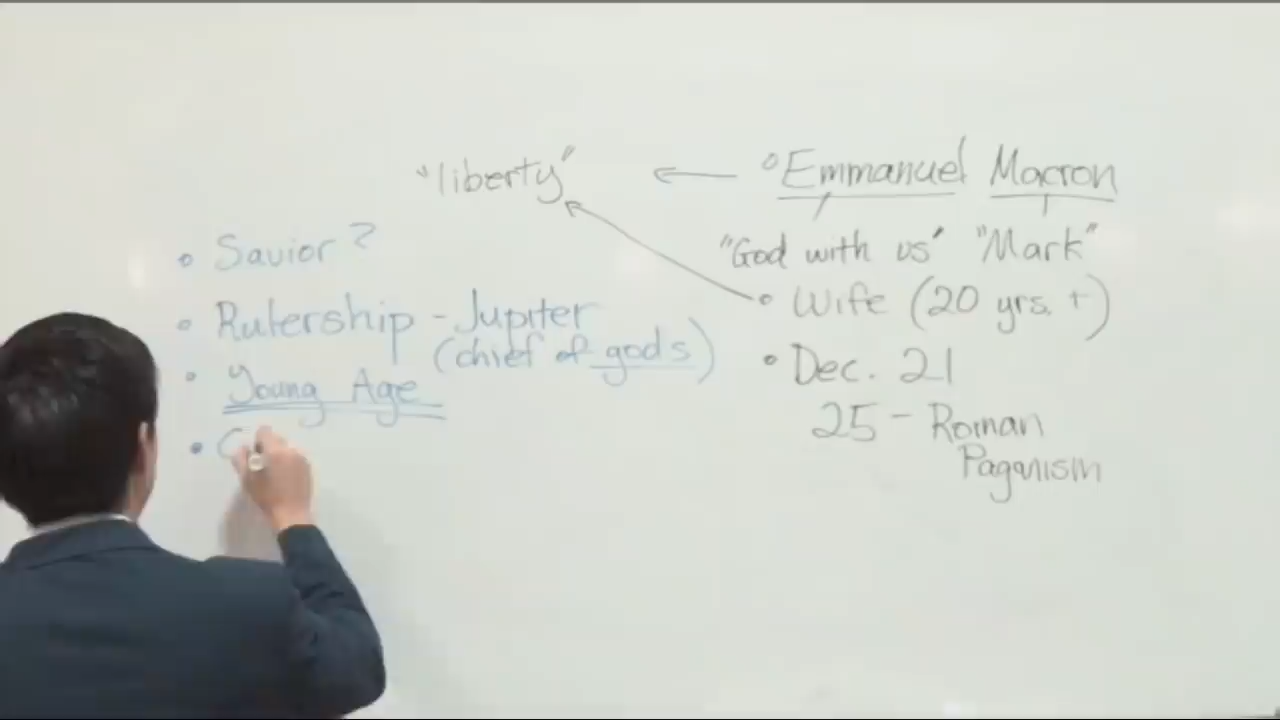 "liberty"
• Savior?
• Rulership - Jupiter
(chief of gods)
• Young Age
•
• Emmanuel Macron
"God with us" "Mark"
• Wife (20 yrs. +)
• Dec. 21
25 - Roman
Paganism